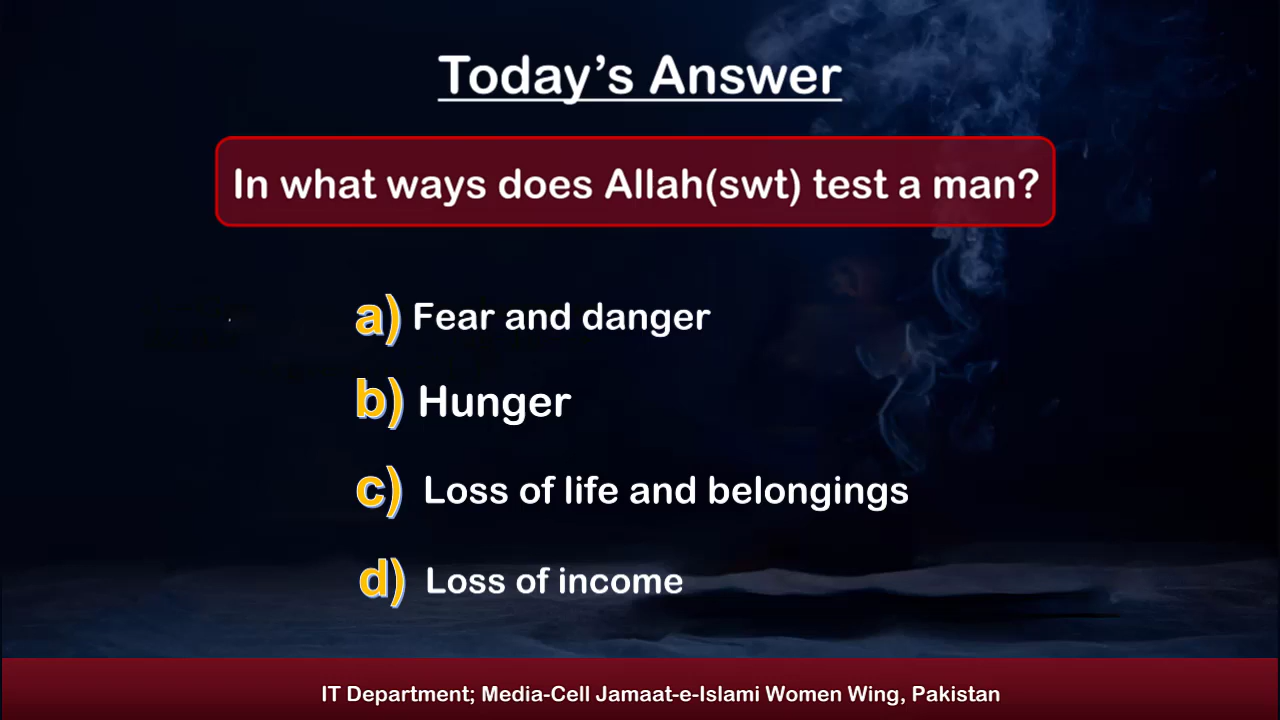 Today’s Answer
In what ways does Allah(swt) test a man?
a) Fear and danger
b) Hunger
c) Loss of life and belongings
d) Loss of income
IT Department; Media-Cell Jamaat-e-Islami Women Wing, Pakistan